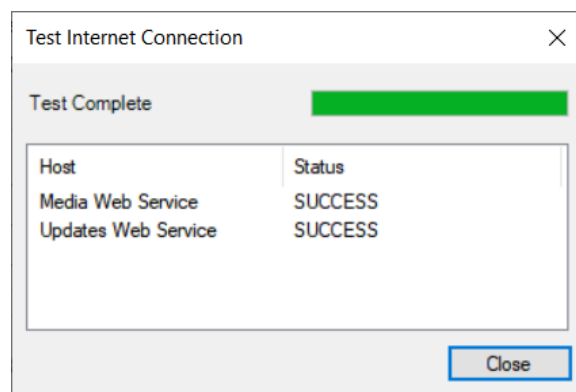 Test Internet Connection
Test Complete
Host Status
Media Web Service SUCCESS
Updates Web Service SUCCESS
Close